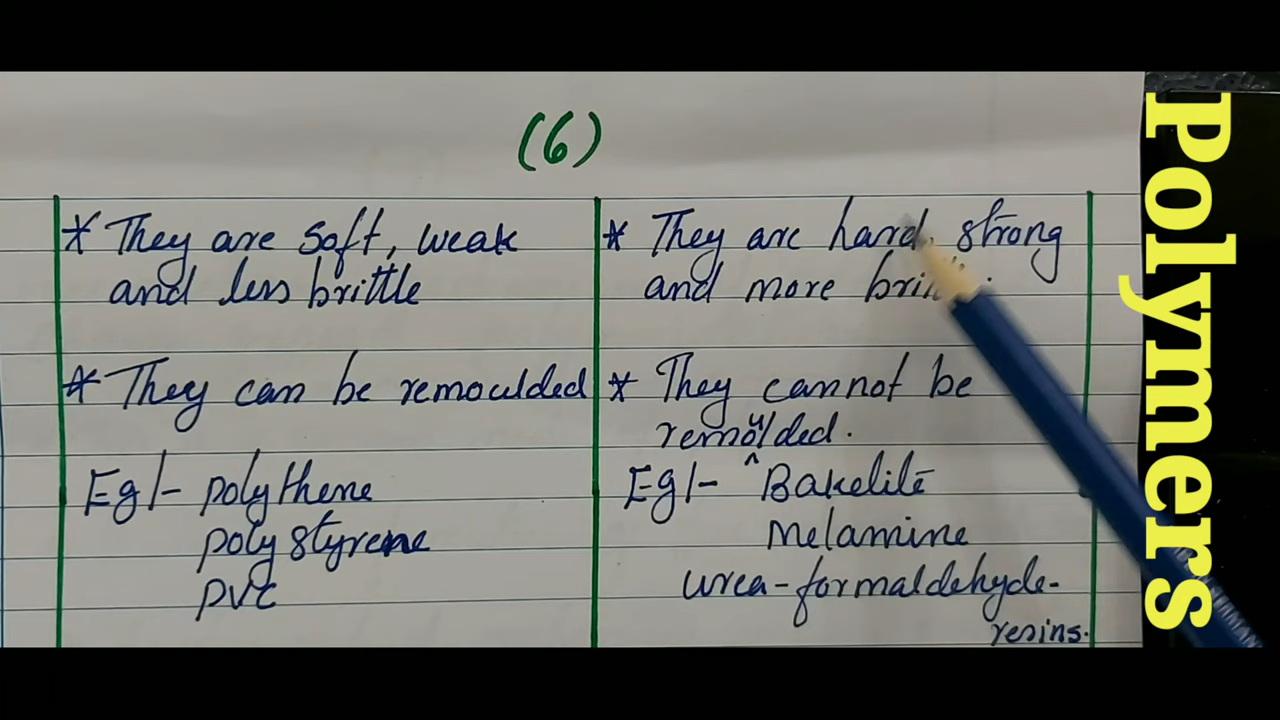 (6)
* They are soft, weak
and less brittle
* They can be remoulded
Eg/- polythene
polystyrene
PVC
* They are hard, strong
and more
* They cannot be
remoulded.
Eg/- Bakelite
Melamine
urea-formaldehyde-
resins.
Polymers